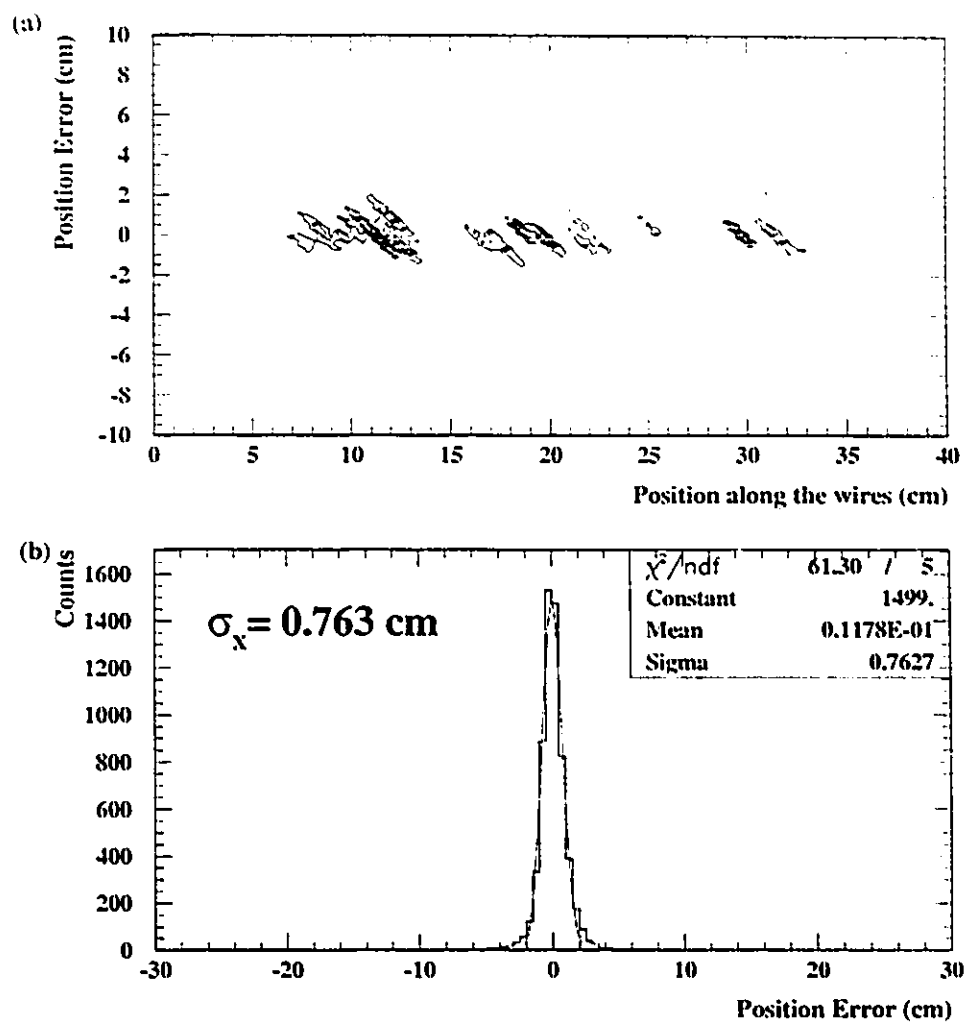 (a)
Position Error (cm)
10
8
6
4
2
0
-2
-4
-6
-8
-10
0 5 10 15 20 25 30 35 40
Position along the wires (cm)
(b)
Counts
1600
1400
1200
1000
800
600
400
200
0
σx = 0.763 cm
χ²/ndf 61.30 / 5.
Constant 1499.
Mean 0.1178E-01
Sigma 0.7627
-30 -20 -10 0 10 20 30
Position Error (cm)